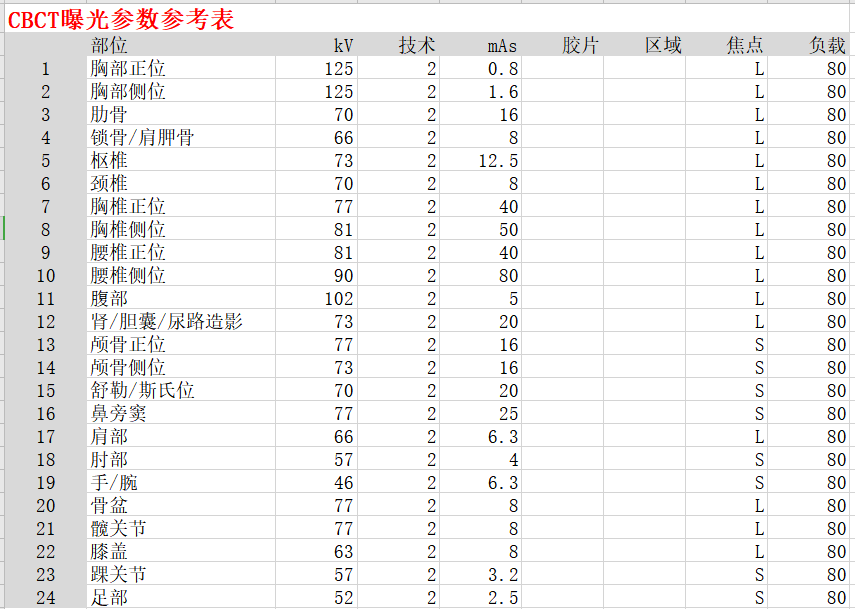 CBCT曝光参数参考表
部位 kV 技术 mAs 胶片 区域 焦点 负载
1 胸部正位 125 2 0.8 L 80
2 胸部侧位 125 2 1.6 L 80
3 肋骨 70 2 16 L 80
4 锁骨/肩胛骨 66 2 8 L 80
5 枢椎 73 2 12.5 L 80
6 颈椎 70 2 8 L 80
7 胸椎正位 77 2 40 L 80
8 胸椎侧位 81 2 50 L 80
9 腰椎正位 81 2 40 L 80
10 腰椎侧位 90 2 80 L 80
11 腹部 102 2 5 L 80
12 肾/胆囊/尿路造影 73 2 20 L 80
13 颅骨正位 77 2 16 S 80
14 颅骨侧位 73 2 16 S 80
15 舒勒/斯氏位 70 2 20 S 80
16 鼻旁窦 77 2 25 S 80
17 肩部 66 2 6.3 L 80
18 肘部 57 2 4 S 80
19 手/腕 46 2 6.3 S 80
20 骨盆 77 2 8 L 80
21 髋关节 77 2 8 L 80
22 膝盖 63 2 8 L 80
23 踝关节 57 2 3.2 S 80
24 足部 52 2 2.5 S 80